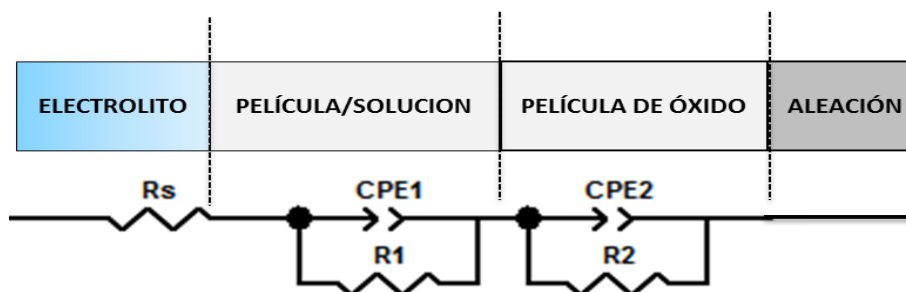 ELECTROLITO PELÍCULA/SOLUCION PELÍCULA DE ÓXIDO ALEACIÓN
Rs CPE1 CPE2
R1 R2